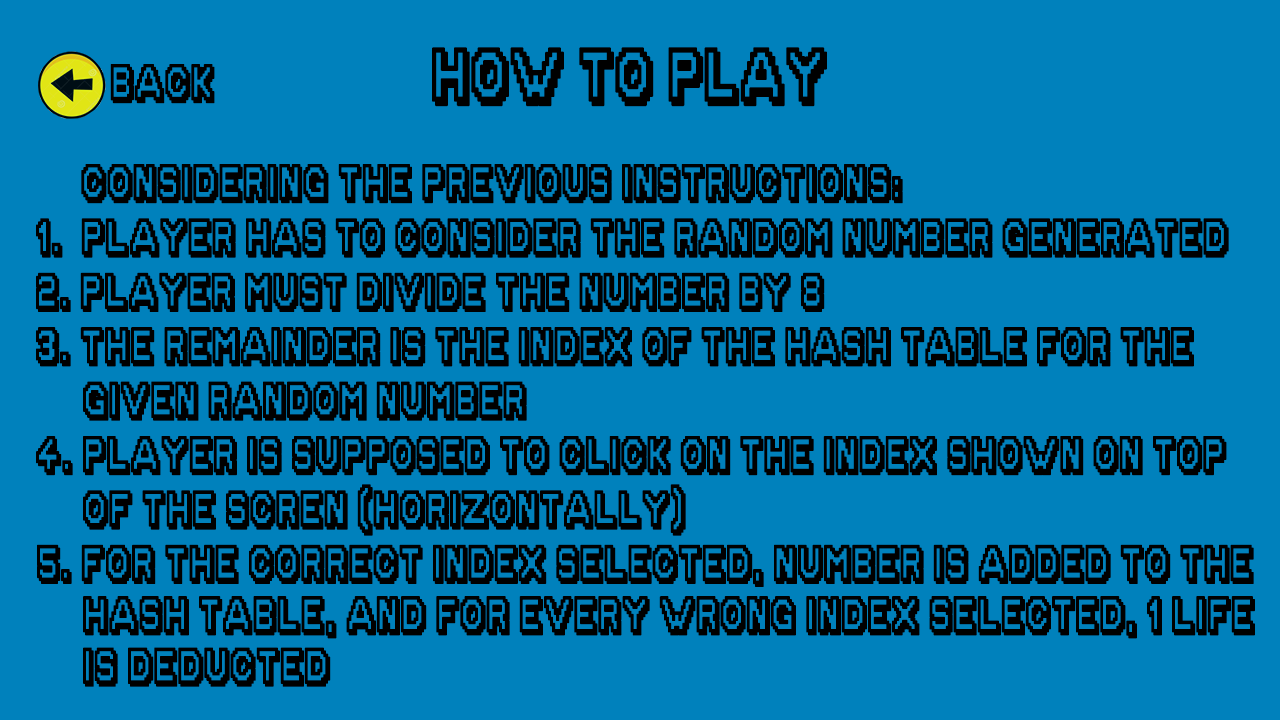 HOW TO PLAY
BACK
CONSIDERING THE PREVIOUS INSTRUCTIONS:
1. PLAYER HAS TO CONSIDER THE RANDOM NUMBER GENERATED
2. PLAYER MUST DIVIDE THE NUMBER BY 8
3. THE REMAINDER IS THE INDEX OF THE HASH TABLE FOR THE
GIVEN RANDOM NUMBER
4. PLAYER IS SUPPOSED TO CLICK ON THE INDEX SHOWN ON TOP
OF THE SCREN (HORIZONTALLY)
5. FOR THE CORRECT INDEX SELECTED, NUMBER IS ADDED TO THE
HASH TABLE, AND FOR EVERY WRONG INDEX SELECTED, 1 LIFE
IS DEDUCTED